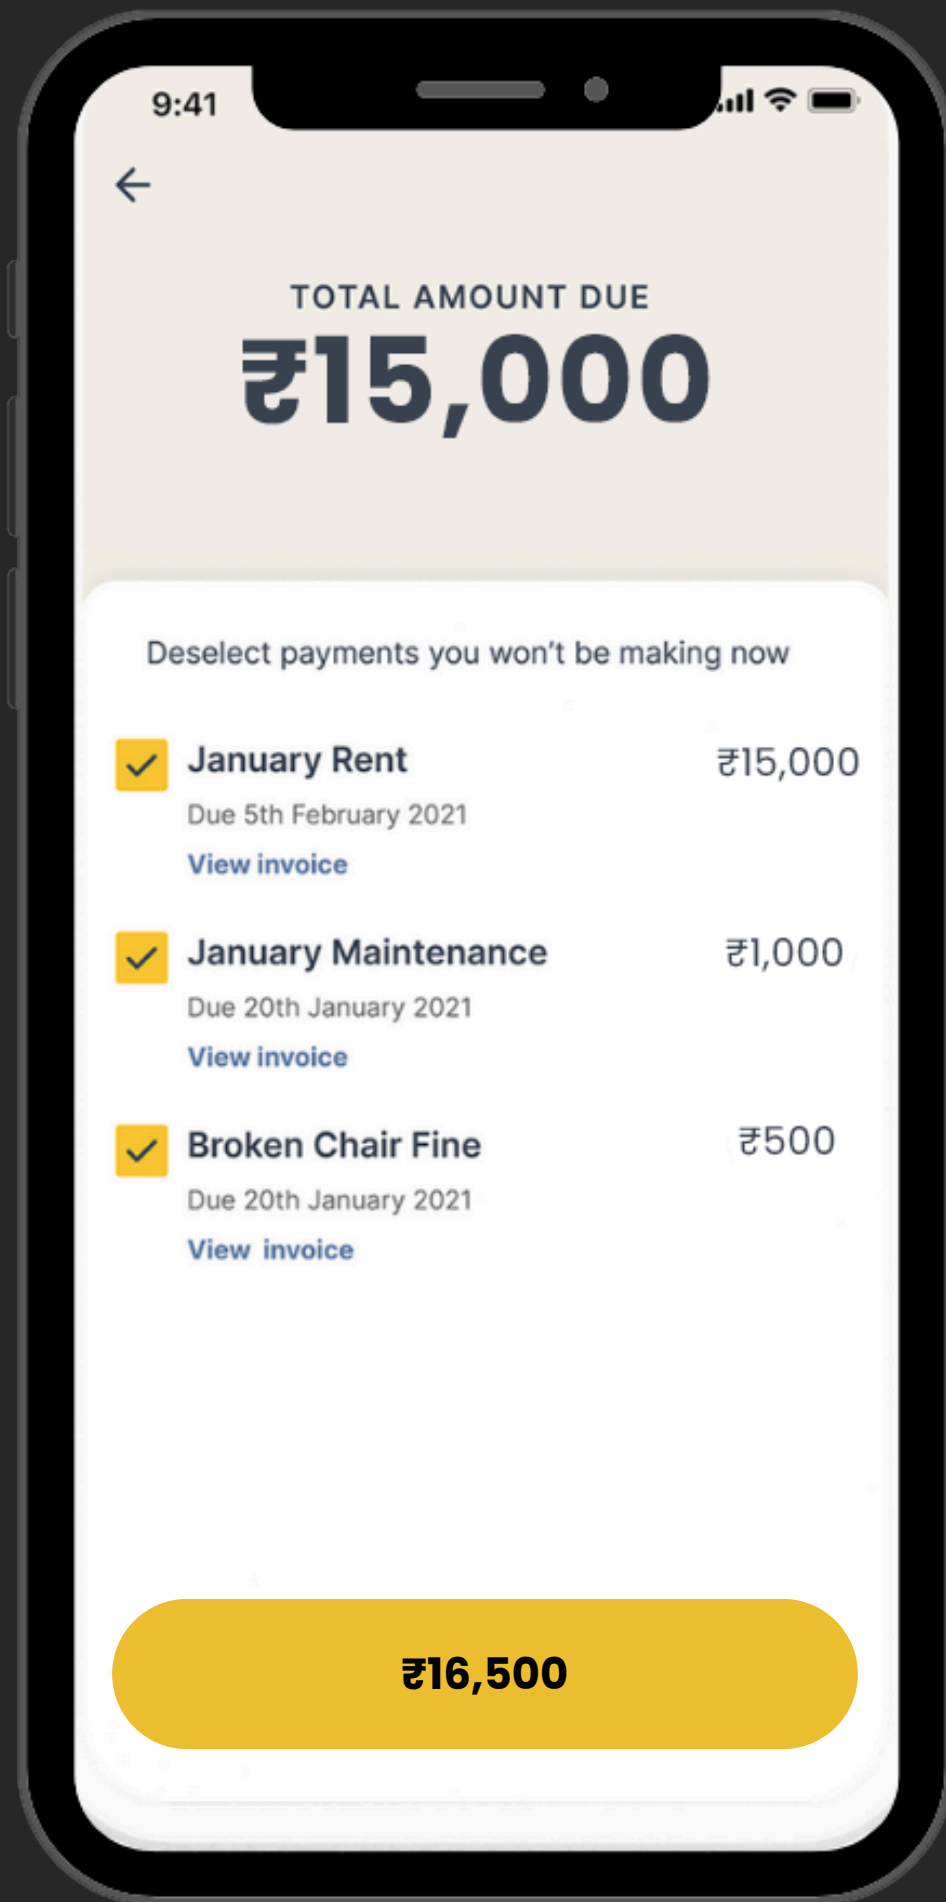 9:41
TOTAL AMOUNT DUE
₹15,000
Deselect payments you won't be making now
January Rent ₹15,000
Due 5th February 2021
View invoice
January Maintenance ₹1,000
Due 20th January 2021
View invoice
Broken Chair Fine ₹500
Due 20th January 2021
View invoice
₹16,500